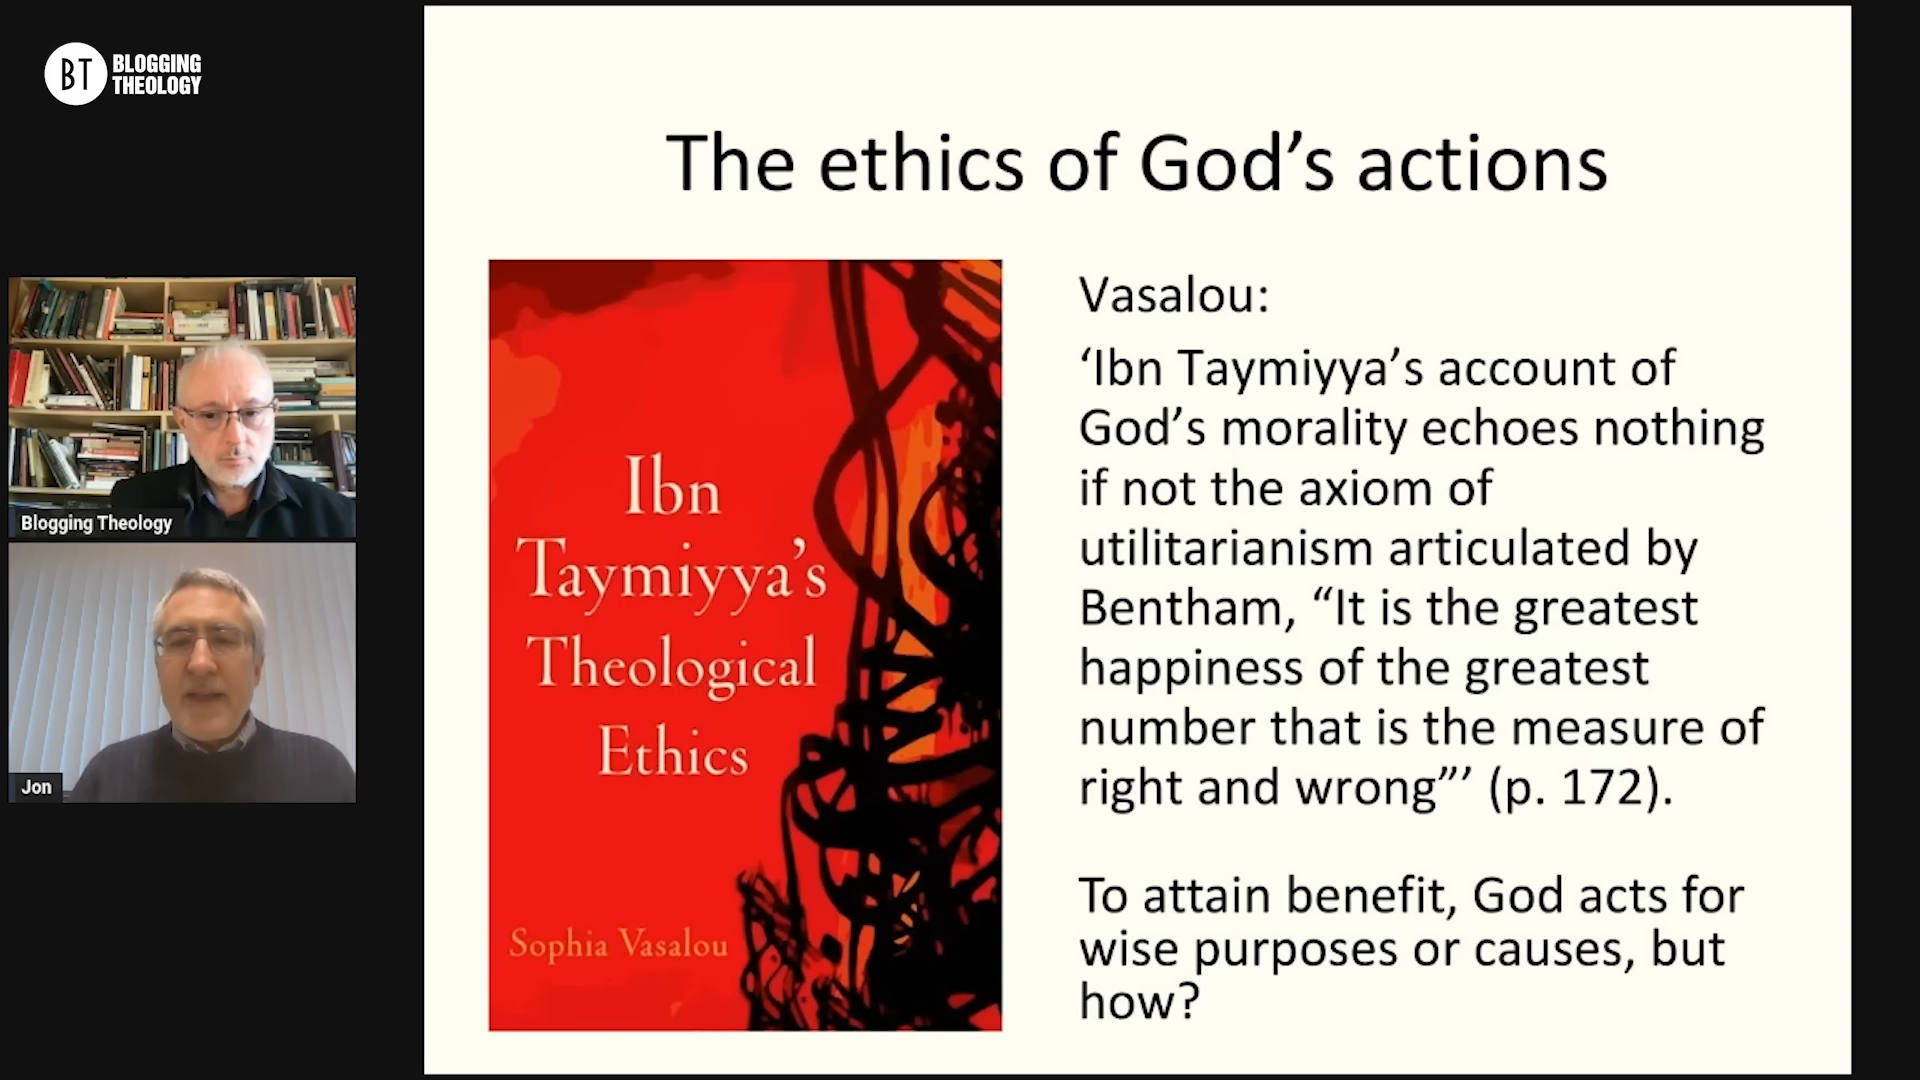 BT
BLOGGING
THEOLOGY
The ethics of God’s actions
Blogging Theology
Jon
Ibn
Taymiyya’s
Theological
Ethics
Sophia Vasalou
Vasalou:
‘Ibn Taymiyya’s account of
God’s morality echoes nothing
if not the axiom of
utilitarianism articulated by
Bentham, “It is the greatest
happiness of the greatest
number that is the measure of
right and wrong”’ (p. 172).
To attain benefit, God acts for
wise purposes or causes, but
how?